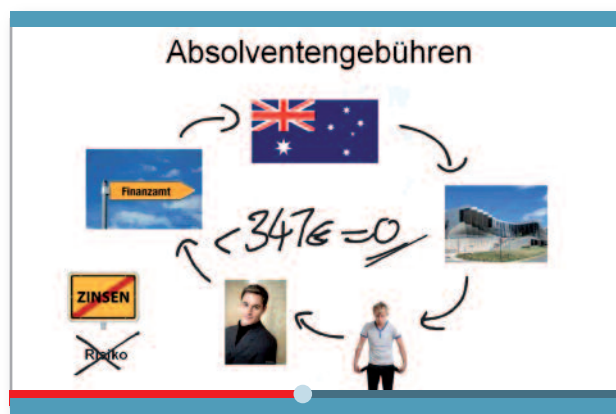 Absolventengebühren
Finanzamt
<347€=0
ZINSEN
Risiko